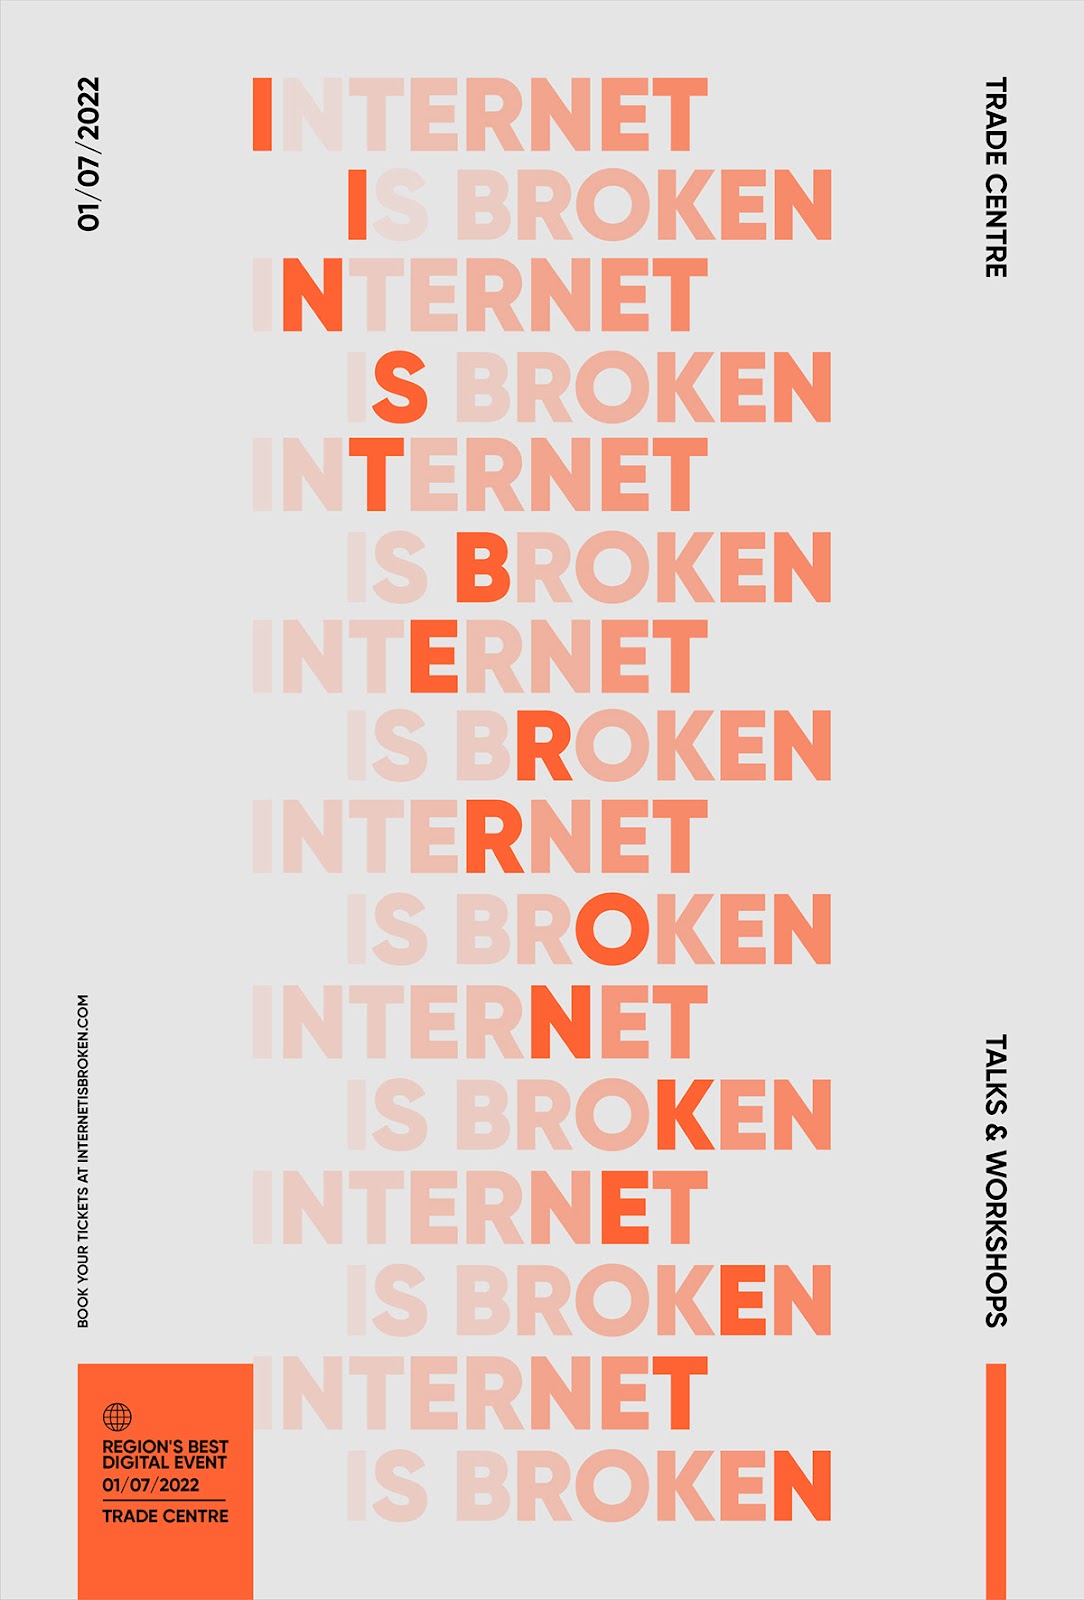 01/07/2022
TRADE CENTRE
INTERNET
IS BROKEN
INTERNET
IS BROKEN
INTERNET
IS BROKEN
INTERNET
IS BROKEN
INTERNET
IS BROKEN
INTERNET
IS BROKEN
INTERNET
IS BROKEN
INTERNET
IS BROKEN
BOOK YOUR TICKETS AT INTERNETISBROKEN.COM
TALKS & WORKSHOPS
REGION'S BEST
DIGITAL EVENT
01/07/2022
TRADE CENTRE